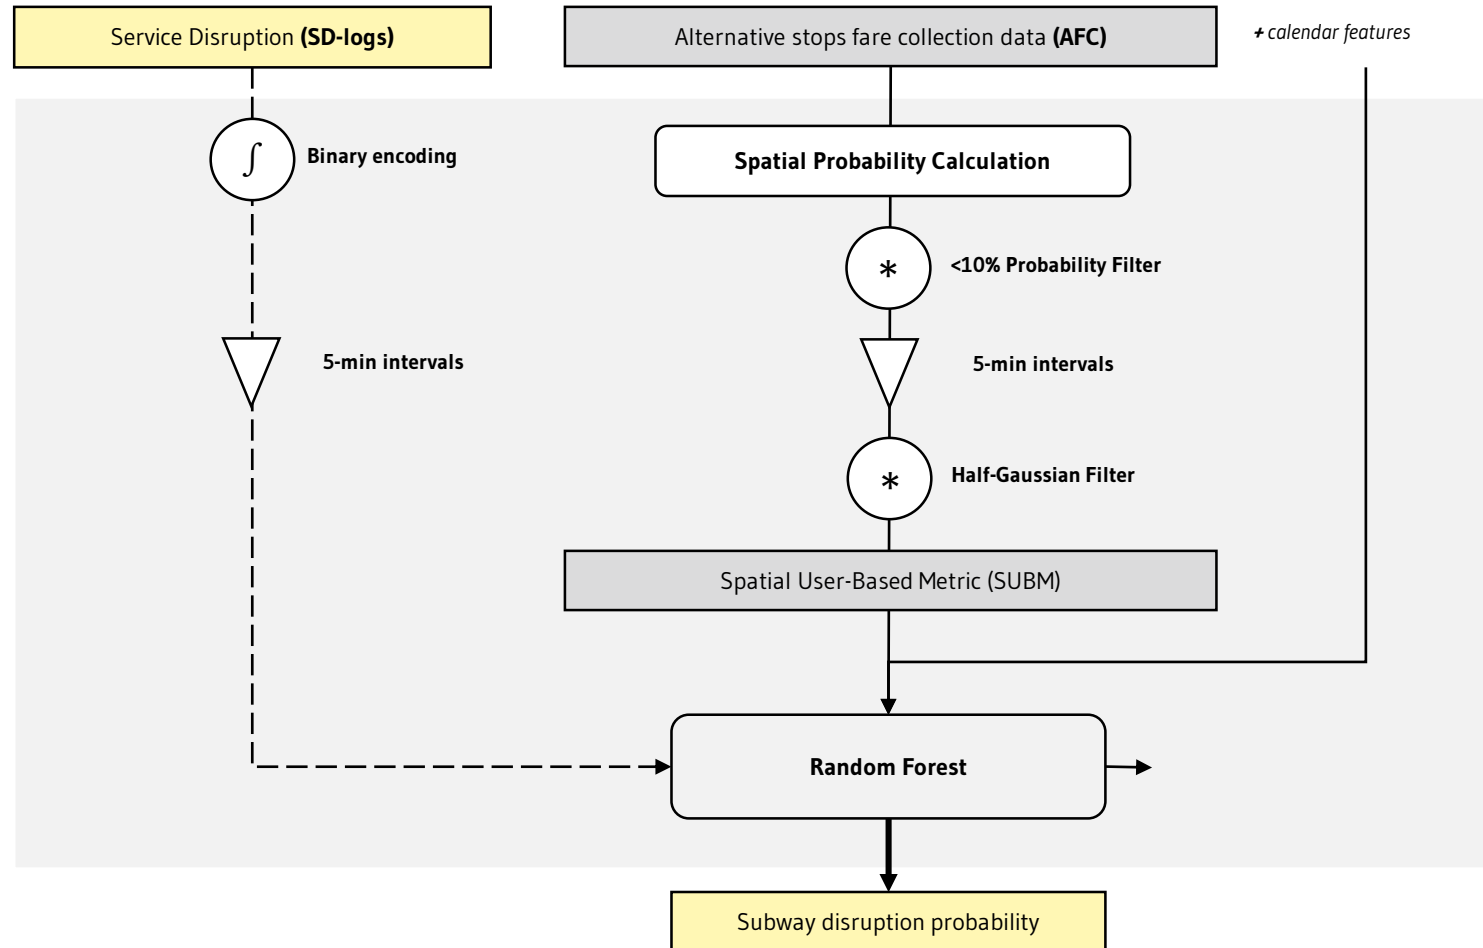 Service Disruption (SD-logs)
Alternative stops fare collection data (AFC)
+ calendar features
∫
Binary encoding
Spatial Probability Calculation
*
<10% Probability Filter
5-min intervals
5-min intervals
*
Half-Gaussian Filter
Spatial User-Based Metric (SUBM)
Random Forest
Subway disruption probability